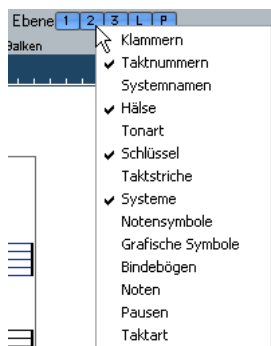 Ebene 1 2 3 L P
Balken
Klammern
Taktnummern
Systemnamen
Hälse
Tonart
Schlüssel
Taktstriche
Systeme
Notensymbole
Grafische Symbole
Bindebögen
Noten
Pausen
Taktart